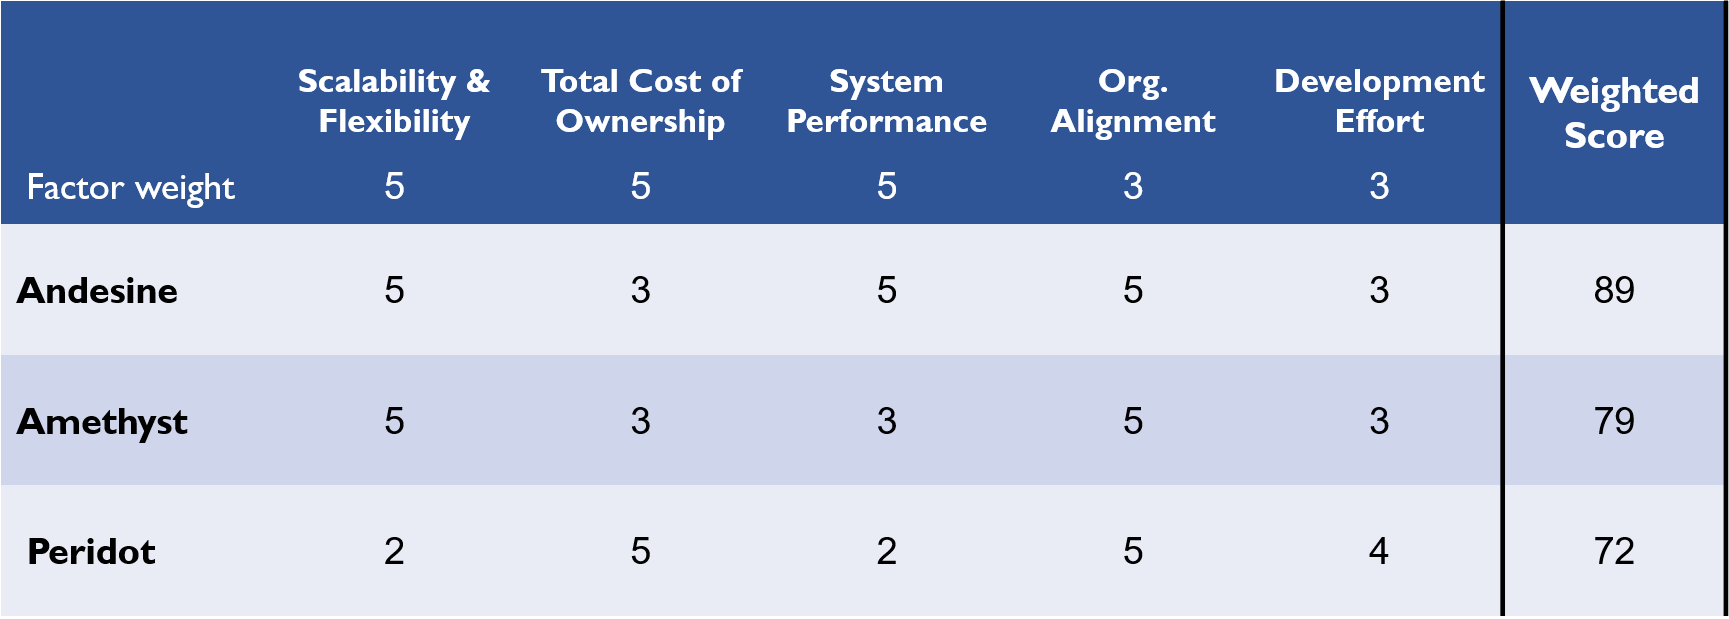 Scalability & Total Cost of System Org. Development Weighted
Flexibility Ownership Performance Alignment Effort Score
Factor weight 5 5 5 3 3
Andesine 5 3 5 5 3 89
Amethyst 5 3 3 5 3 79
Peridot 2 5 2 5 4 72